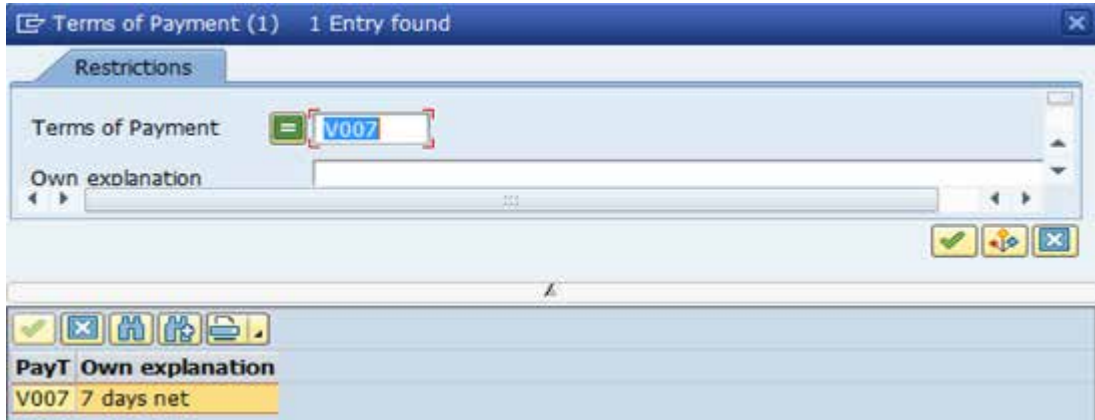 Terms of Payment (1) 1 Entry found
Restrictions
Terms of Payment V007
Own explanation
PayT Own explanation
V007 7 days net